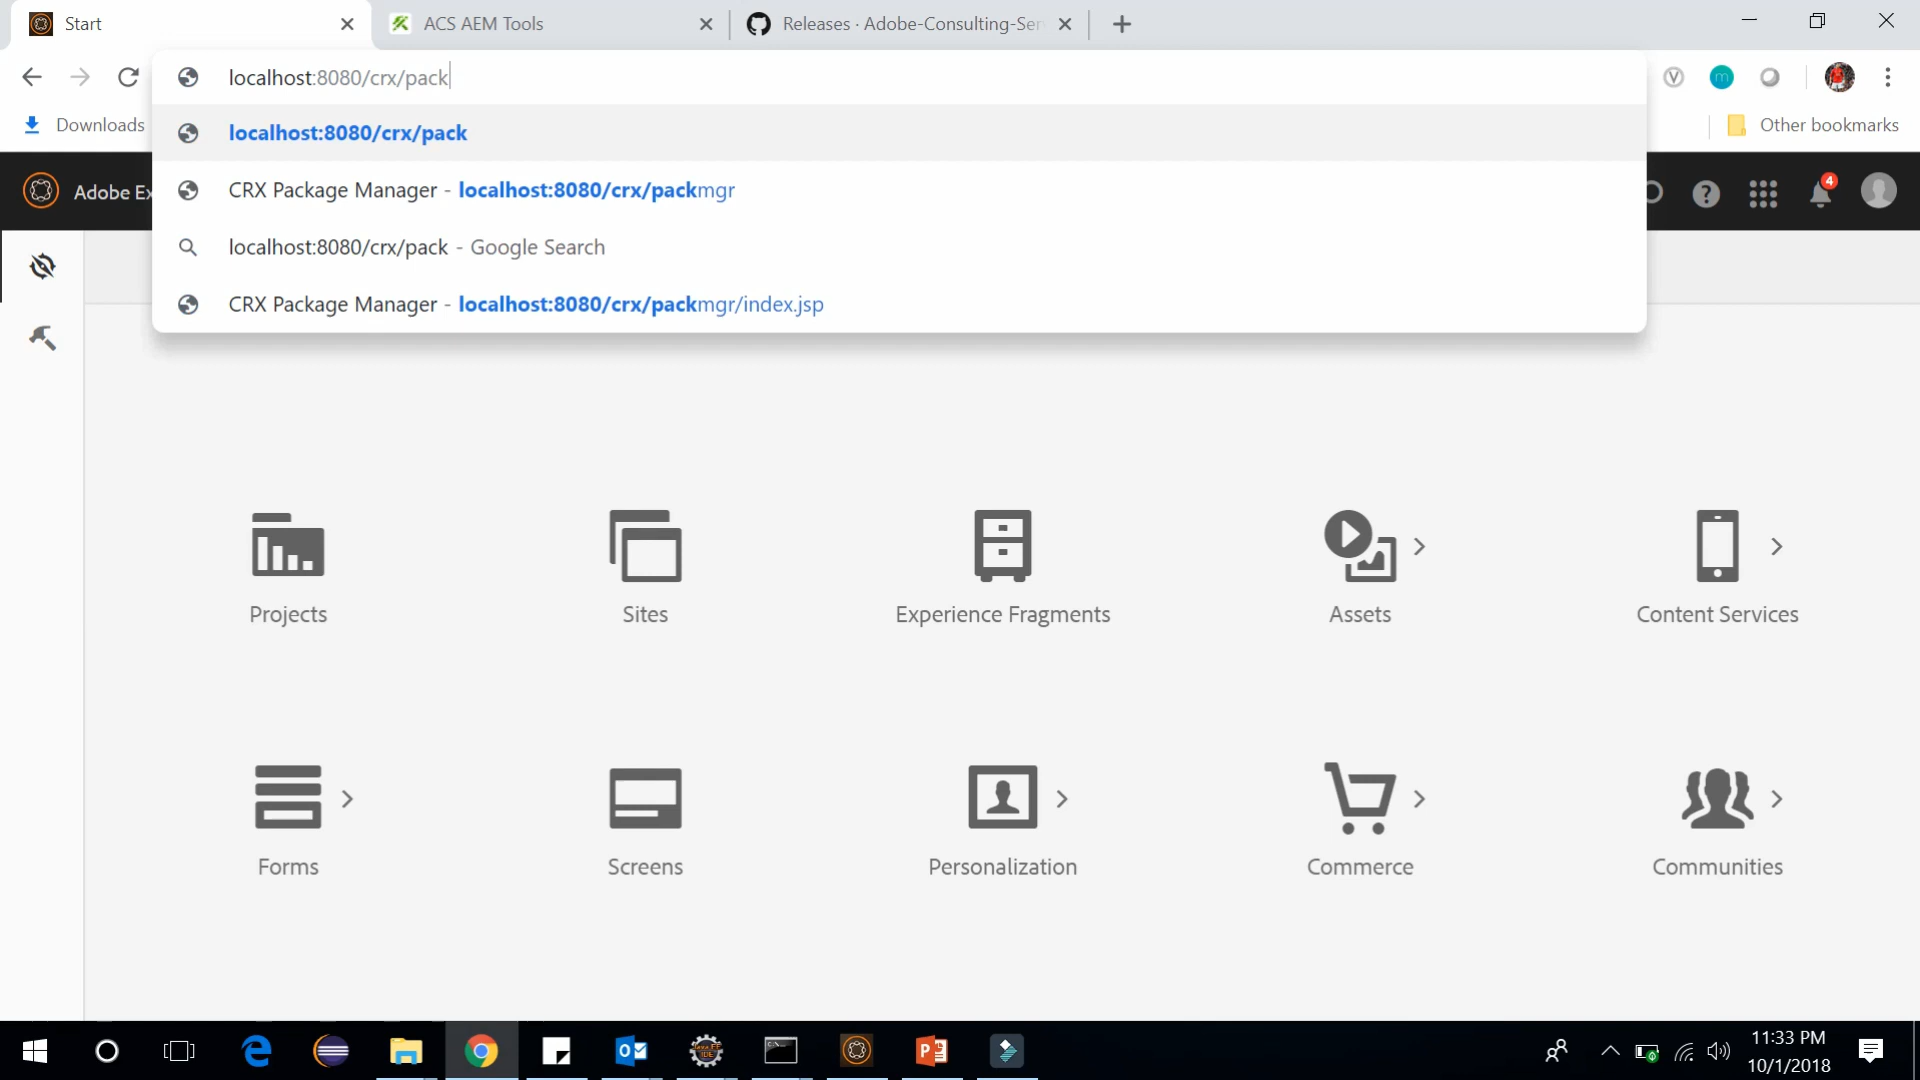 Start
ACS AEM Tools
Releases · Adobe-Consulting-Ser
localhost:8080/crx/pack
Downloads
localhost:8080/crx/pack
Other bookmarks
Adobe Ex
CRX Package Manager - localhost:8080/crx/packmgr
4
localhost:8080/crx/pack - Google Search
CRX Package Manager - localhost:8080/crx/packmgr/index.jsp
Projects
Sites
Experience Fragments
Assets
Content Services
Forms
Screens
Personalization
Commerce
Communities
11:33 PM
10/1/2018